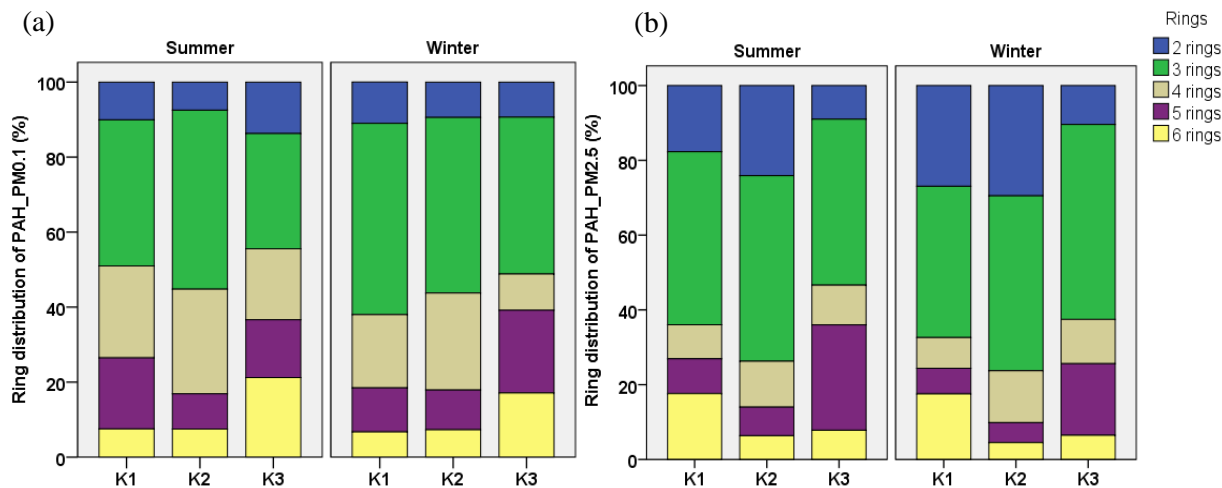 (a)
Summer
Winter
Ring distribution of PAH_PM0.1 (%)
100
80
60
40
20
0
K1 K2 K3 K1 K2 K3
(b)
Summer
Winter
Ring distribution of PAH_PM2.5 (%)
100
80
60
40
20
0
K1 K2 K3 K1 K2 K3
Rings
2 rings
3 rings
4 rings
5 rings
6 rings